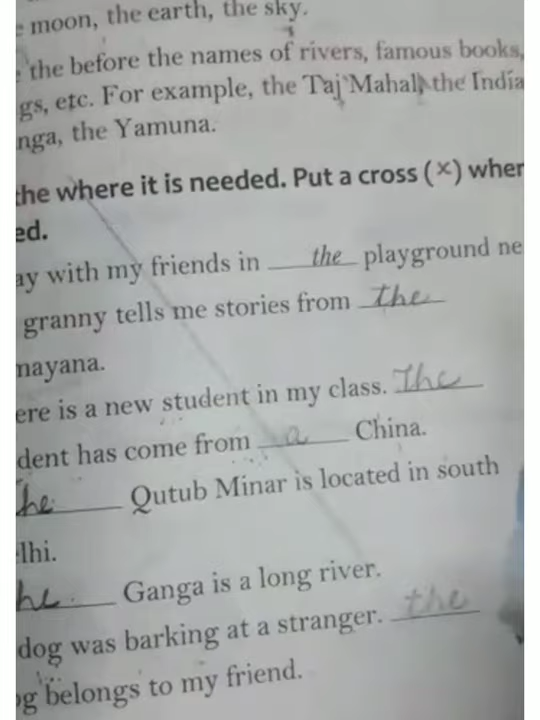 moon, the earth, the sky.
the before the names of rivers, famous books,
gs, etc. For example, the Taj Mahal, the India
nga, the Yamuna.
the where it is needed. Put a cross (×) wher
ed.
ay with my friends in the playground ne
granny tells me stories from the
mayana.
ere is a new student in my class. The
dent has come from a China.
he Qutub Minar is located in south
lhi.
he Ganga is a long river.
dog was barking at a stranger. the
og belongs to my friend.